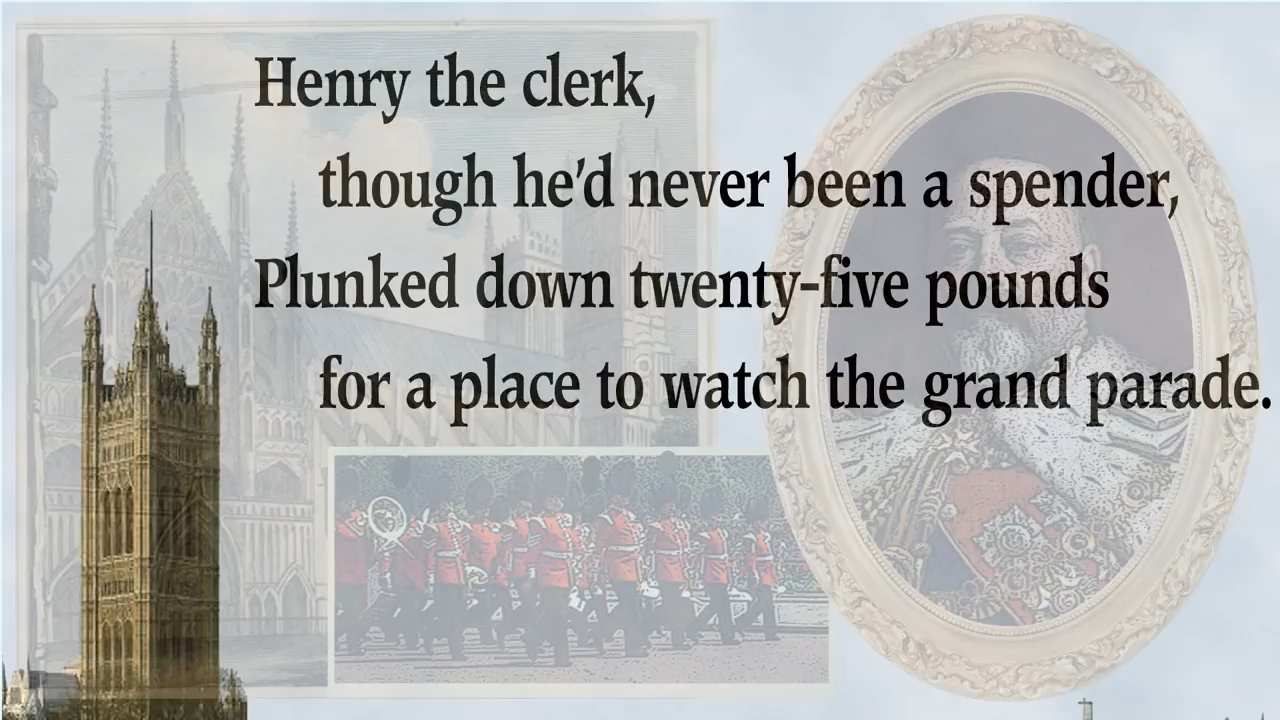 Henry the clerk,
though he’d never been a spender,
Plunked down twenty-five pounds
for a place to watch the grand parade.